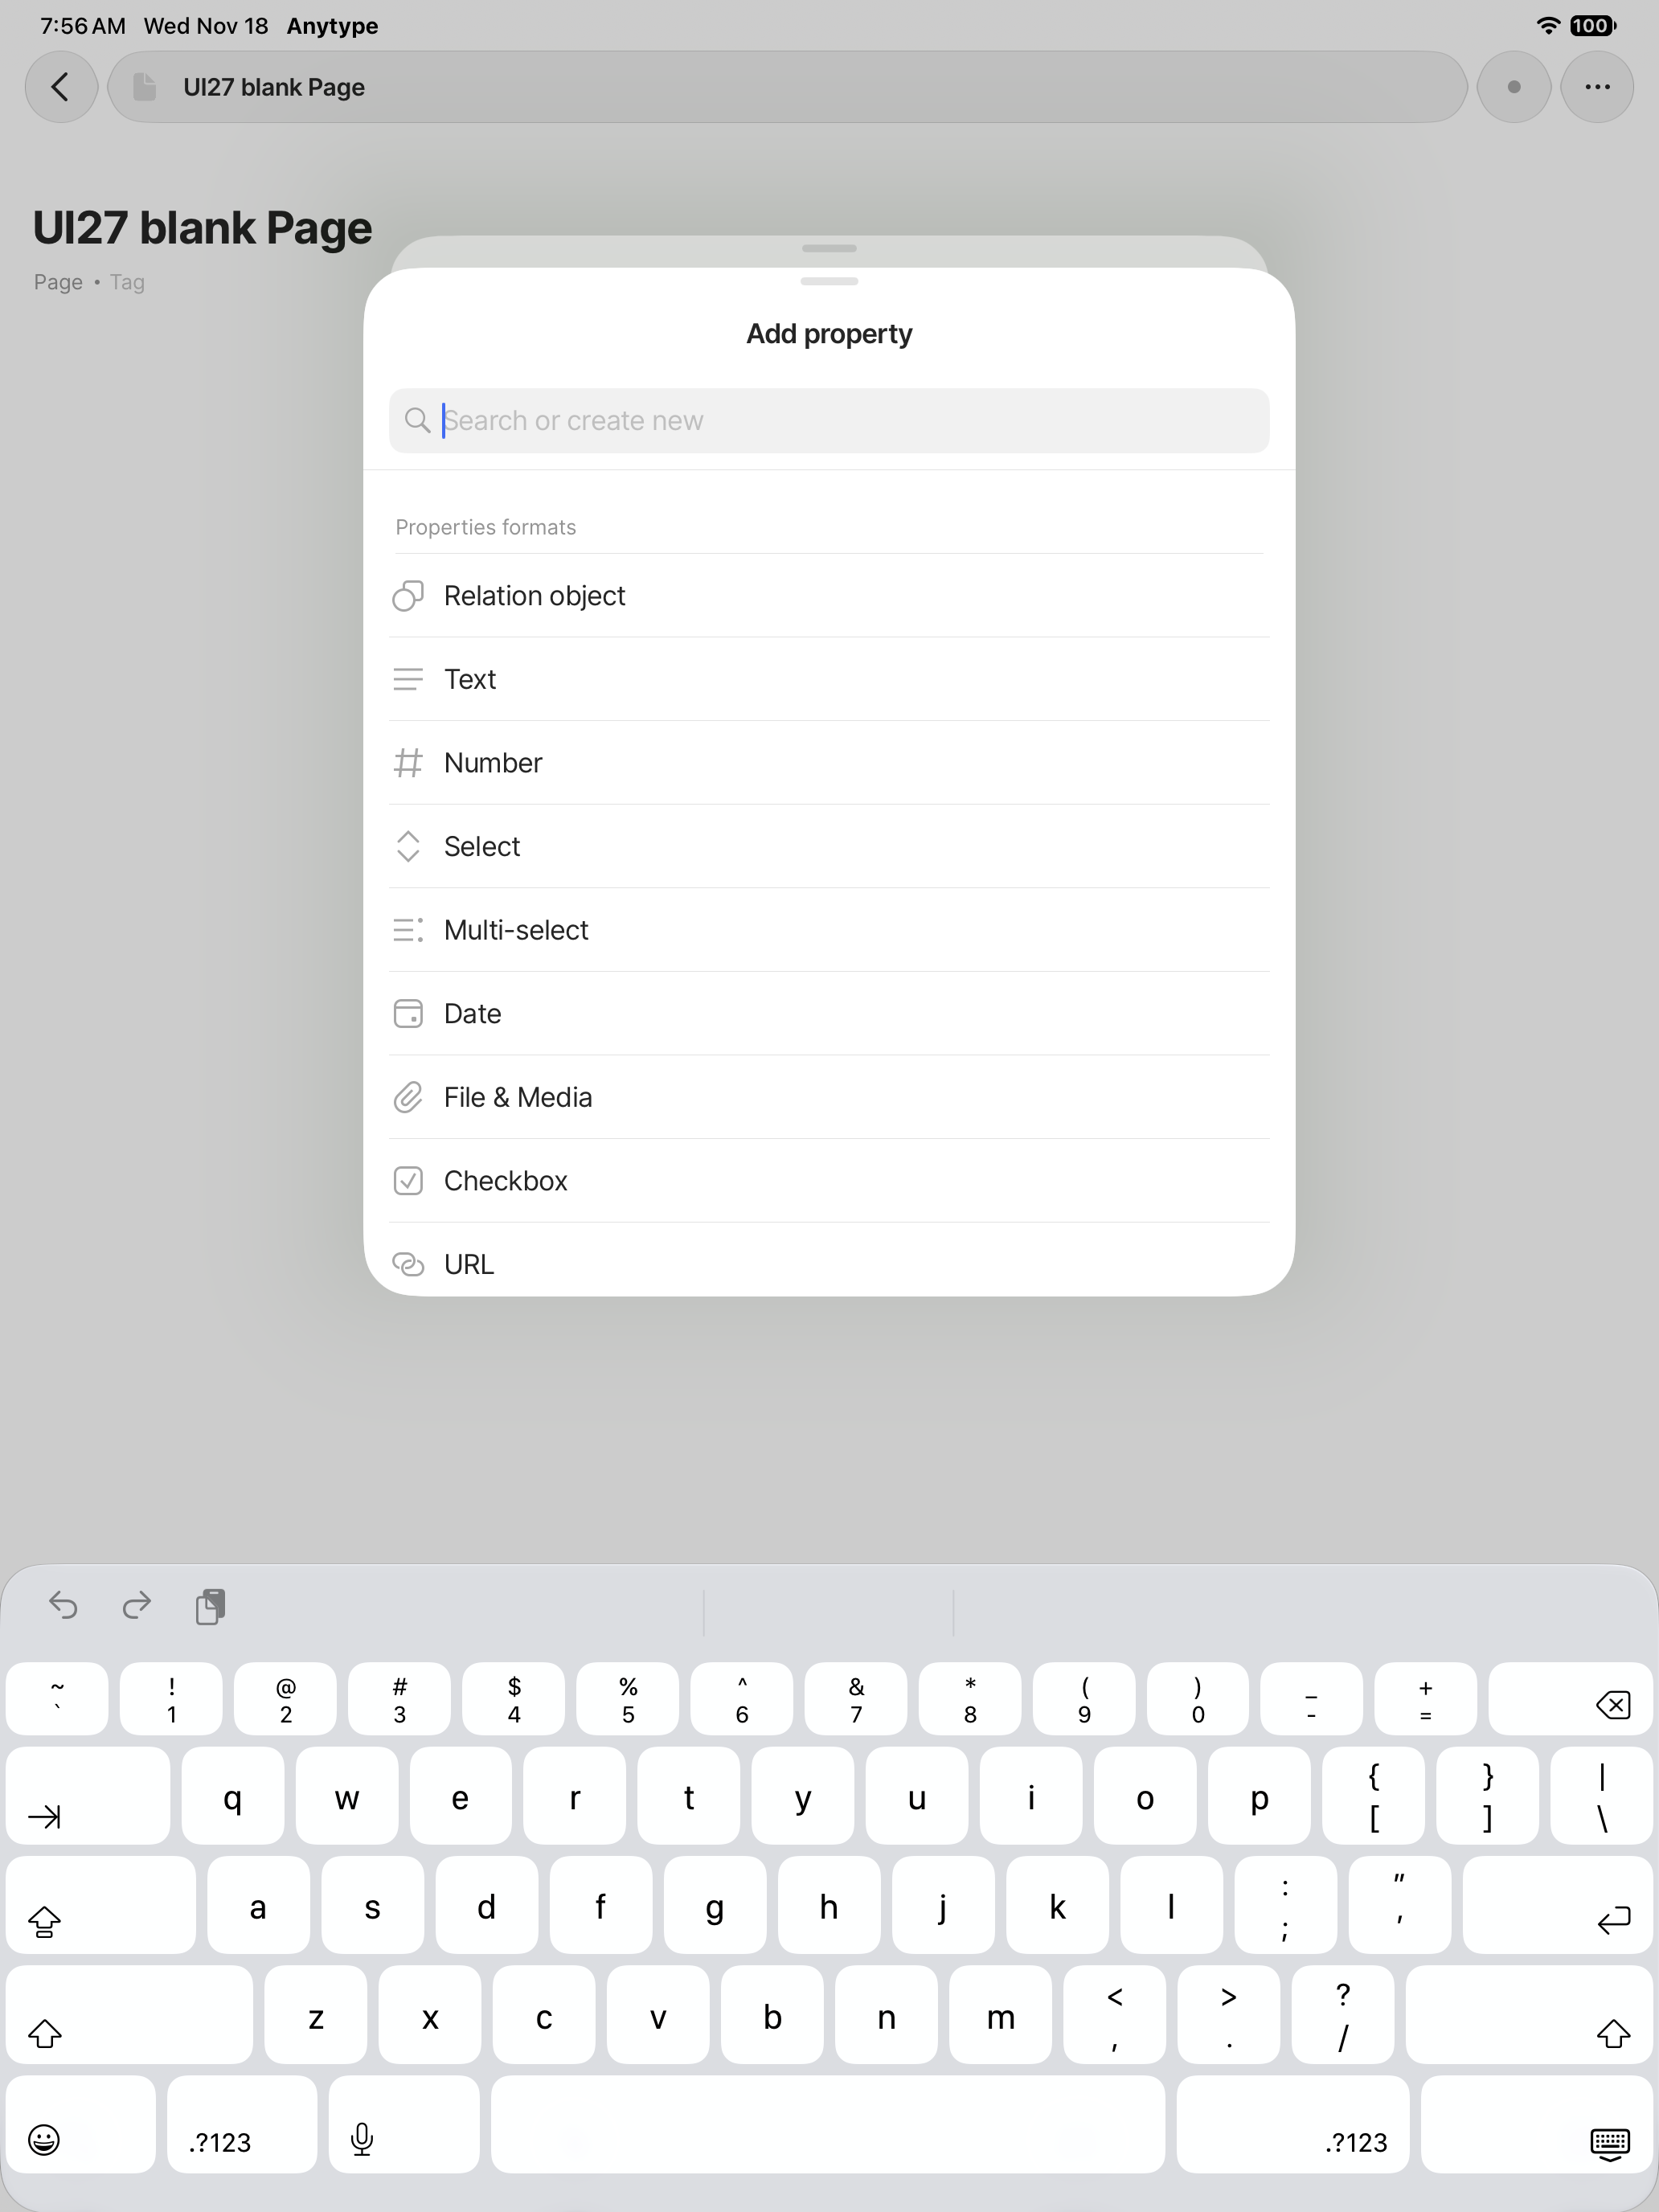 7:56 AM Wed Nov 18 Anytype
100
UI27 blank Page
UI27 blank Page
Page • Tag
Add property
Search or create new
Properties formats
Relation object
Text
Number
Select
Multi-select
Date
File & Media
Checkbox
URL
~ ! @ # $ % ^ & * ( ) _ +
` 1 2 3 4 5 6 7 8 9 0 - =
q w e r t y u i o p { } |
[ ] \
a s d f g h j k l : "
; '
z x c v b n m < > ?
, . /
.?123 .?123